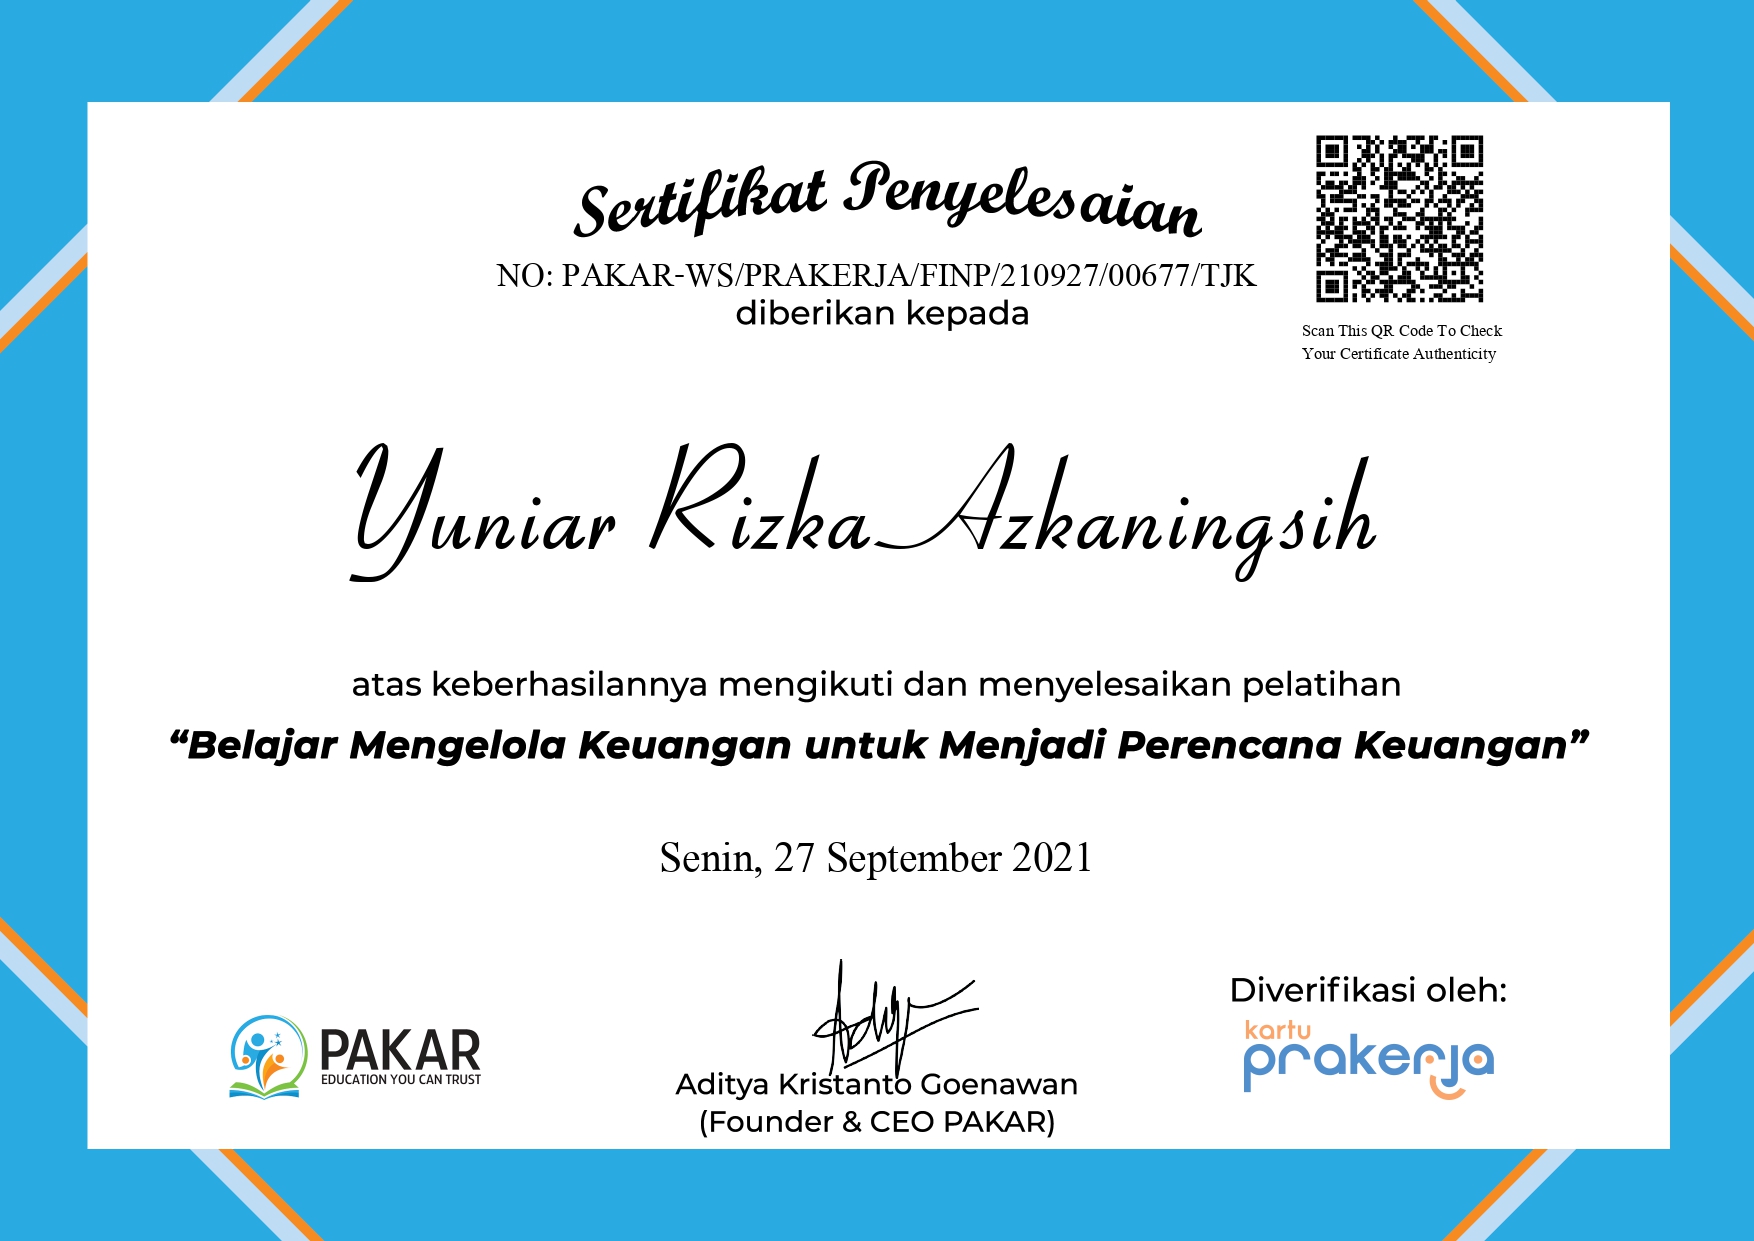 Sertifikat Penyelesaian
NO: PAKAR-WS/PRAKERJA/FINP/210927/00677/TJK
diberikan kepada
Scan This QR Code To Check
Your Certificate Authenticity
Yuniar Rizka Azkaningsih
atas keberhasilannya mengikuti dan menyelesaikan pelatihan
“Belajar Mengelola Keuangan untuk Menjadi Perencana Keuangan”
Senin, 27 September 2021
PAKAR
EDUCATION YOU CAN TRUST
Aditya Kristanto Goenawan
(Founder & CEO PAKAR)
Diverifikasi oleh:
kartu
prakerja